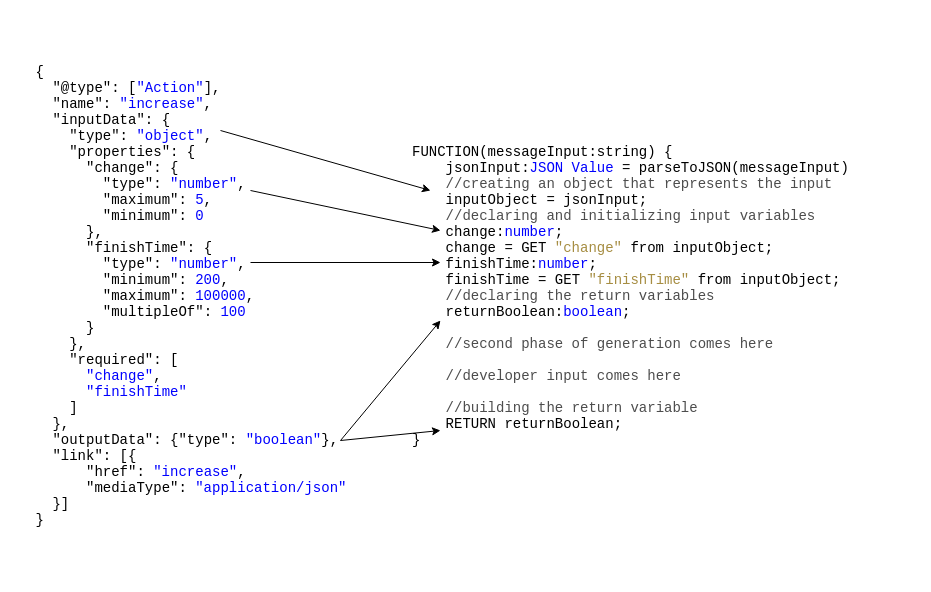 {
  "@type": ["Action"],
  "name": "increase",
  "inputData": {
    "type": "object",
    "properties": {
      "change": {
        "type": "number",
        "maximum": 5,
        "minimum": 0
      },
      "finishTime": {
        "type": "number",
        "minimum": 200,
        "maximum": 100000,
        "multipleOf": 100
      }
    },
    "required": [
      "change",
      "finishTime"
    ]
  },
  "outputData": {"type": "boolean"},
  "link": [{
      "href": "increase",
      "mediaType": "application/json"
  }]
}
FUNCTION(messageInput:string) {
    jsonInput:JSON Value = parseToJSON(messageInput)
    //creating an object that represents the input
    inputObject = jsonInput;
    //declaring and initializing input variables
    change:number;
    change = GET "change" from inputObject;
    finishTime:number;
    finishTime = GET "finishTime" from inputObject;
    //declaring the return variables
    returnBoolean:boolean;
    //second phase of generation comes here
    //developer input comes here
    //building the return variable
    RETURN returnBoolean;
}